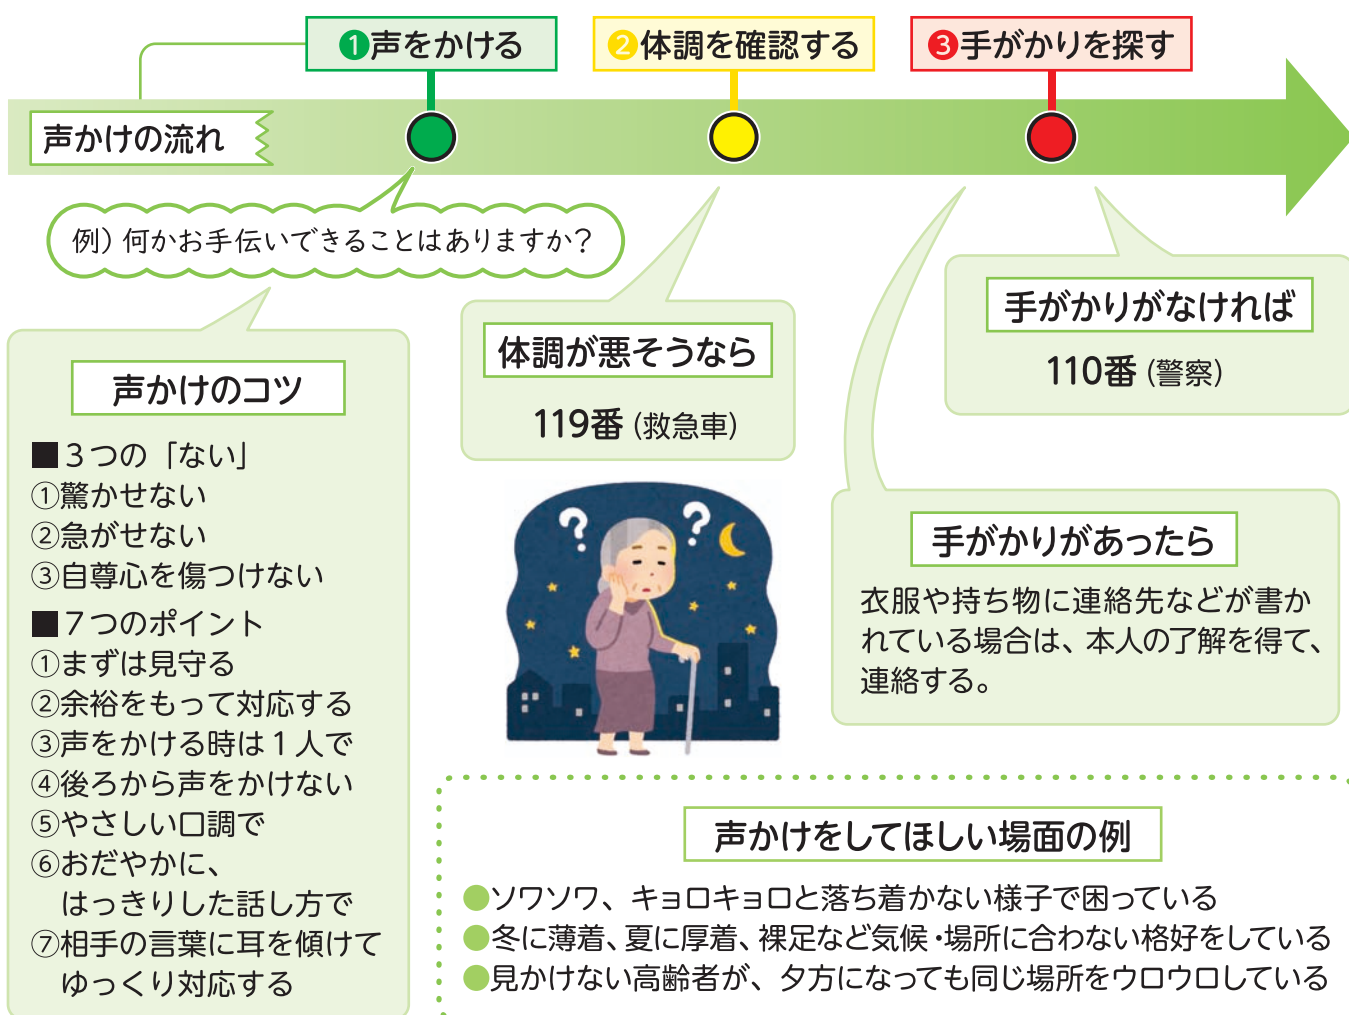 ❶声をかける
❷体調を確認する
❸手がかりを探す
声かけの流れ
例）何かお手伝いできることはありますか？
声かけのコツ
■３つの「ない」
①驚かせない
②急がせない
③自尊心を傷つけない
■７つのポイント
①まずは見守る
②余裕をもって対応する
③声をかける時は１人で
④後ろから声をかけない
⑤やさしい口調で
⑥おだやかに、
はっきりした話し方で
⑦相手の言葉に耳を傾けて
ゆっくり対応する
体調が悪そうなら
119番（救急車）
手がかりがなければ
110番（警察）
手がかりがあったら
衣服や持ち物に連絡先などが書か
れている場合は、本人の了解を得て、
連絡する。
? ?
声かけをしてほしい場面の例
●ソワソワ、キョロキョロと落ち着かない様子で困っている
●冬に薄着、夏に厚着、裸足など気候・場所に合わない格好をしている
●見かけない高齢者が、夕方になっても同じ場所をウロウロしている